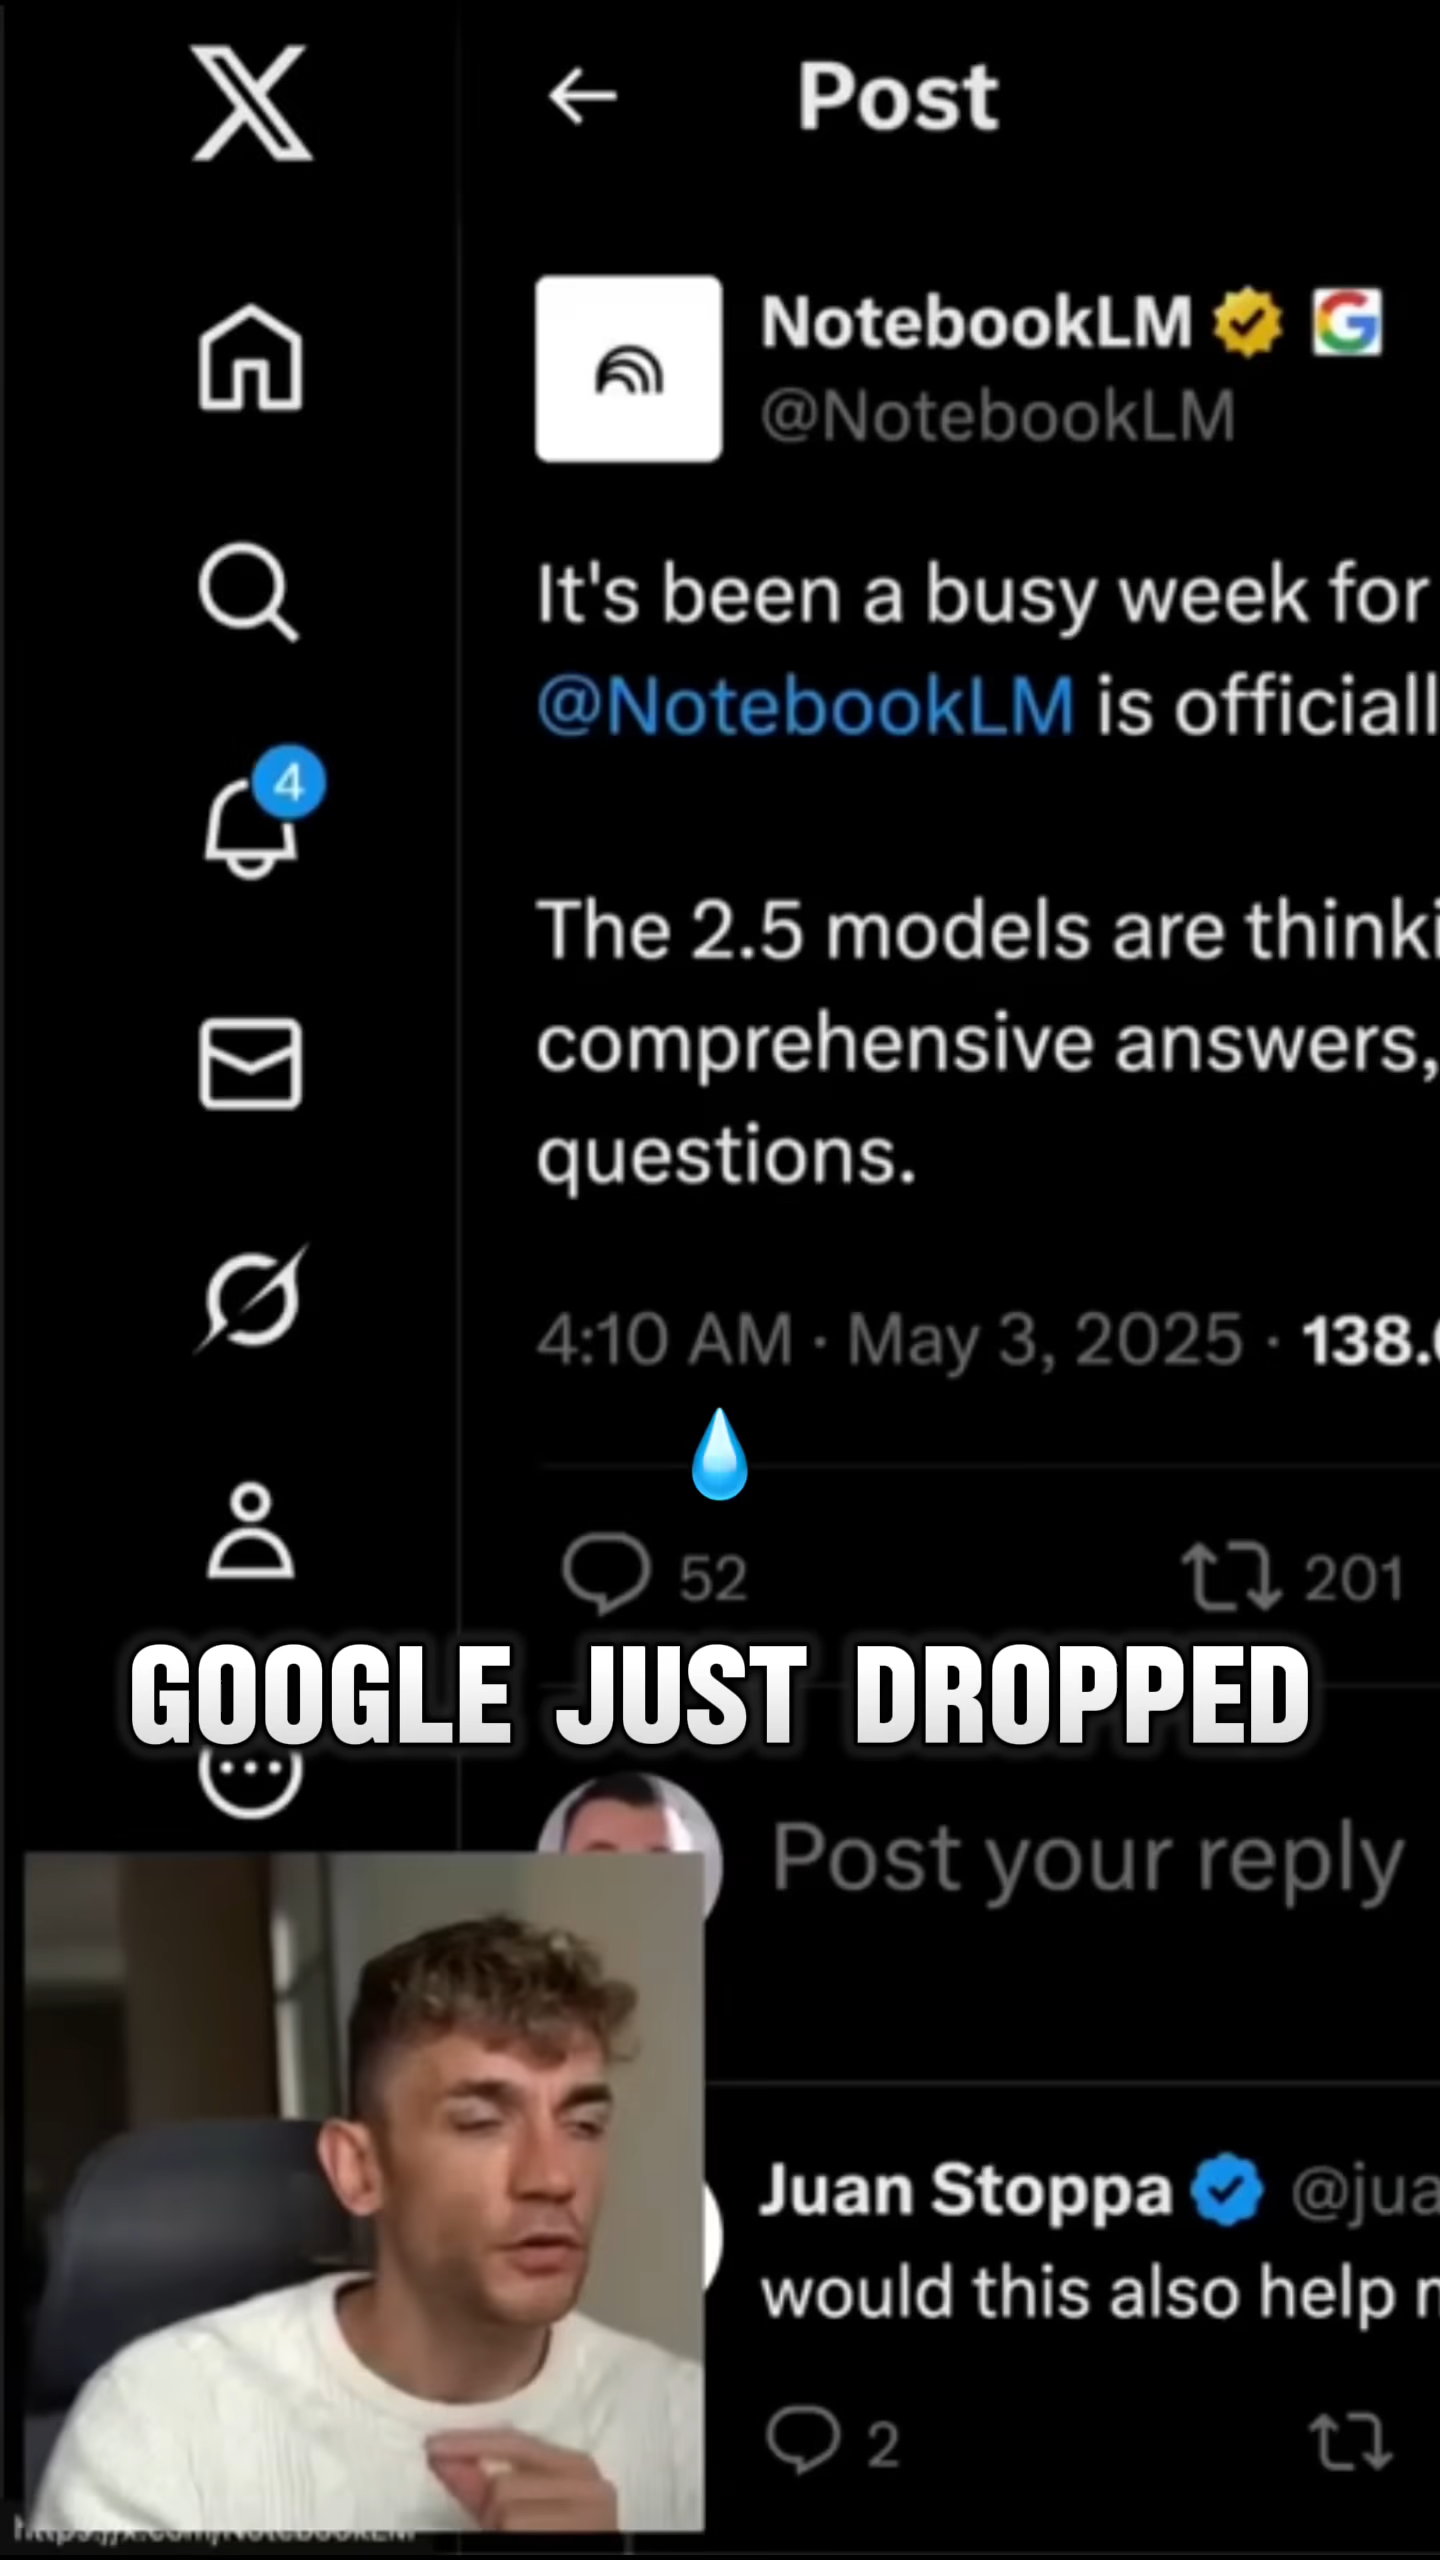 Post
NotebookLM
@NotebookLM
It's been a busy week for
@NotebookLM is officiall
4
The 2.5 models are thinki
comprehensive answers,
questions.
4:10 AM · May 3, 2025 · 138.
52 201
GOOGLE JUST DROPPED
Post your reply
Juan Stoppa @jua
would this also help
2